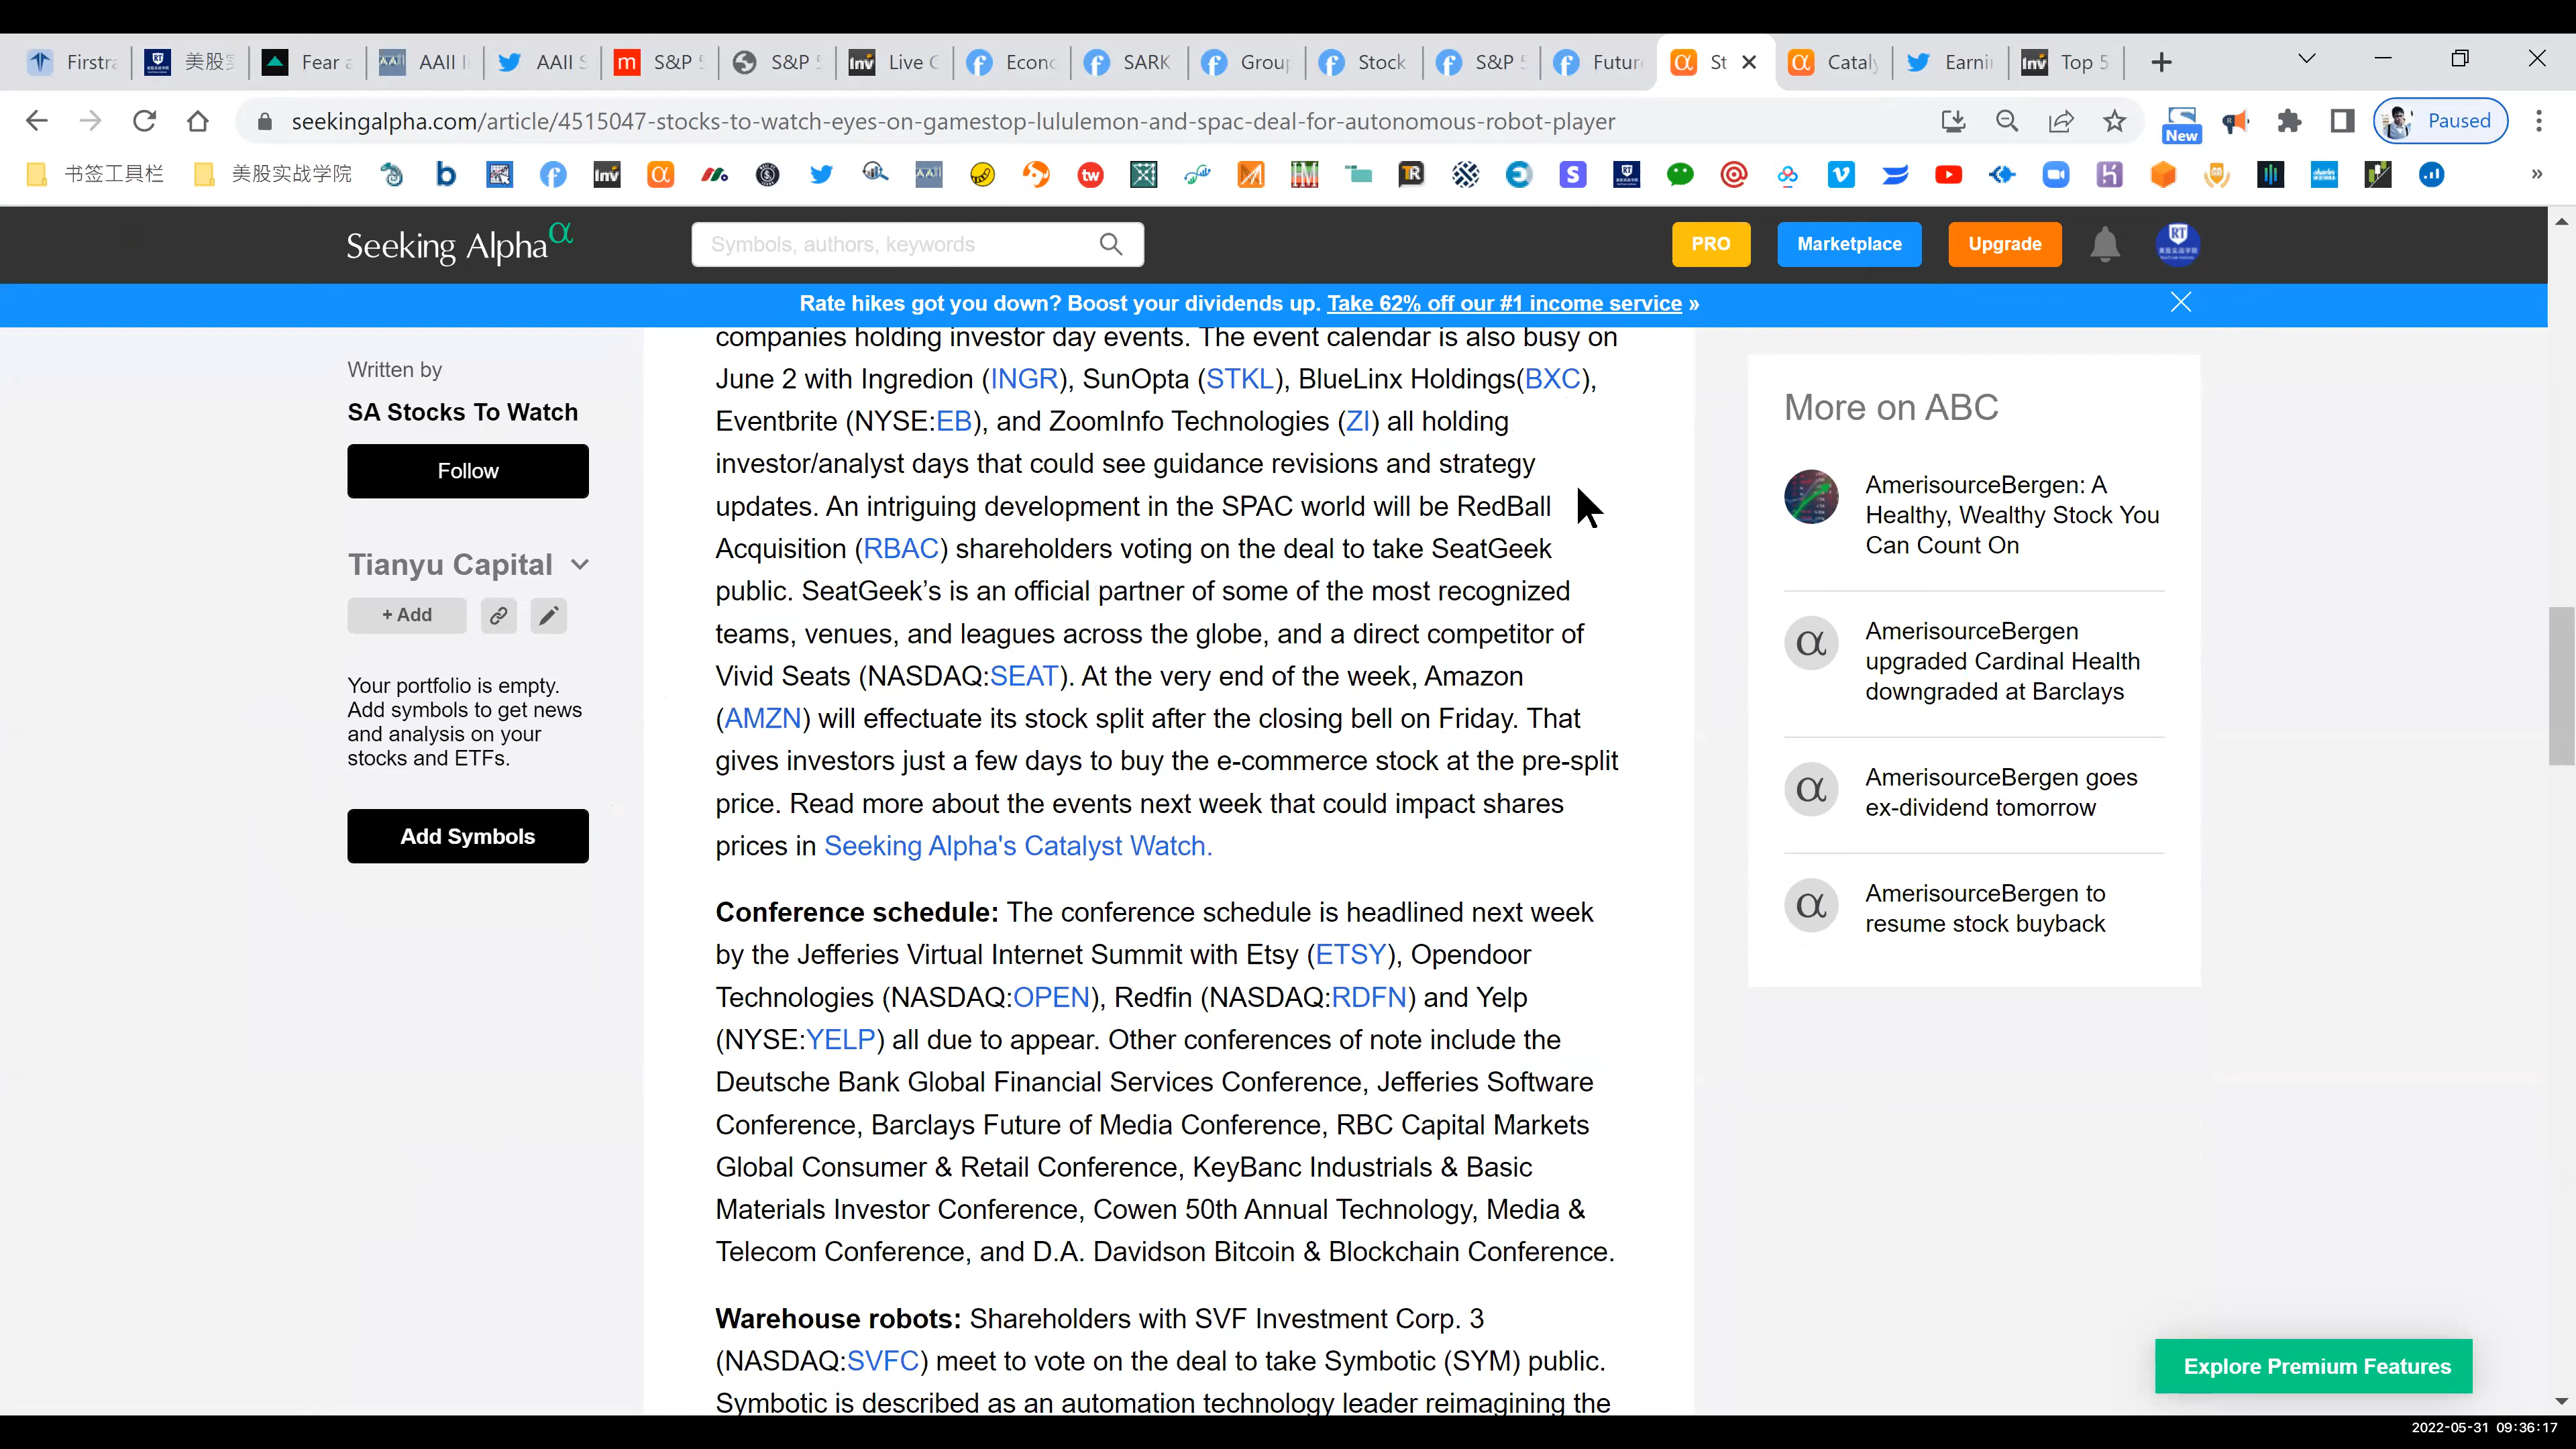 Firstra
美股
Fear a
AAII I
AAII S
S&P 5
S&P 5
Live C
Econ
SARK
Grou
Stock
S&P 5
Futur
St
Cataly
Earni
Top 5
seekingalpha.com/article/4515047-stocks-to-watch-eyes-on-gamestop-lululemon-and-spac-deal-for-autonomous-robot-player
New
Paused
书签工具栏
美股实战学院
Seeking Alpha α
Symbols, authors, keywords
PRO
Marketplace
Upgrade
Rate hikes got you down? Boost your dividends up. Take 62% off our #1 income service »
Written by
SA Stocks To Watch
Follow
Tianyu Capital
+ Add
Your portfolio is empty.
Add symbols to get news
and analysis on your
stocks and ETFs.
Add Symbols
companies holding investor day events. The event calendar is also busy on
June 2 with Ingredion (INGR), SunOpta (STKL), BlueLinx Holdings(BXC),
Eventbrite (NYSE:EB), and ZoomInfo Technologies (ZI) all holding
investor/analyst days that could see guidance revisions and strategy
updates. An intriguing development in the SPAC world will be RedBall
Acquisition (RBAC) shareholders voting on the deal to take SeatGeek
public. SeatGeek’s is an official partner of some of the most recognized
teams, venues, and leagues across the globe, and a direct competitor of
Vivid Seats (NASDAQ:SEAT). At the very end of the week, Amazon
(AMZN) will effectuate its stock split after the closing bell on Friday. That
gives investors just a few days to buy the e-commerce stock at the pre-split
price. Read more about the events next week that could impact shares
prices in Seeking Alpha's Catalyst Watch.
Conference schedule: The conference schedule is headlined next week
by the Jefferies Virtual Internet Summit with Etsy (ETSY), Opendoor
Technologies (NASDAQ:OPEN), Redfin (NASDAQ:RDFN) and Yelp
(NYSE:YELP) all due to appear. Other conferences of note include the
Deutsche Bank Global Financial Services Conference, Jefferies Software
Conference, Barclays Future of Media Conference, RBC Capital Markets
Global Consumer & Retail Conference, KeyBanc Industrials & Basic
Materials Investor Conference, Cowen 50th Annual Technology, Media &
Telecom Conference, and D.A. Davidson Bitcoin & Blockchain Conference.
Warehouse robots: Shareholders with SVF Investment Corp. 3
(NASDAQ:SVFC) meet to vote on the deal to take Symbotic (SYM) public.
Symbotic is described as an automation technology leader reimagining the
More on ABC
AmerisourceBergen: A
Healthy, Wealthy Stock You
Can Count On
AmerisourceBergen
upgraded Cardinal Health
downgraded at Barclays
AmerisourceBergen goes
ex-dividend tomorrow
AmerisourceBergen to
resume stock buyback
Explore Premium Features
2022-05-31 09:36:17